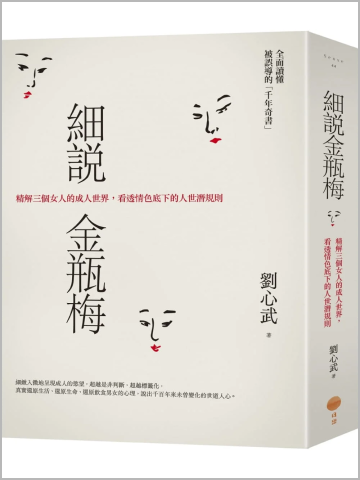 全面讀懂
被誤導的「千年奇書」
細說
金瓶梅
精解三個女人的成人世界，看透情色底下的人世潛規則
劉心武
著
細緻入微地呈現成人的慾望，超越是非判斷、超越標籤化，
真實還原生活、還原生命、還原飲食男女的心理，說出千百年來未曾變化的世道人心。
細說金瓶梅
精解三個女人的成人世界，
看透情色底下的人世潛規則
劉心武
著